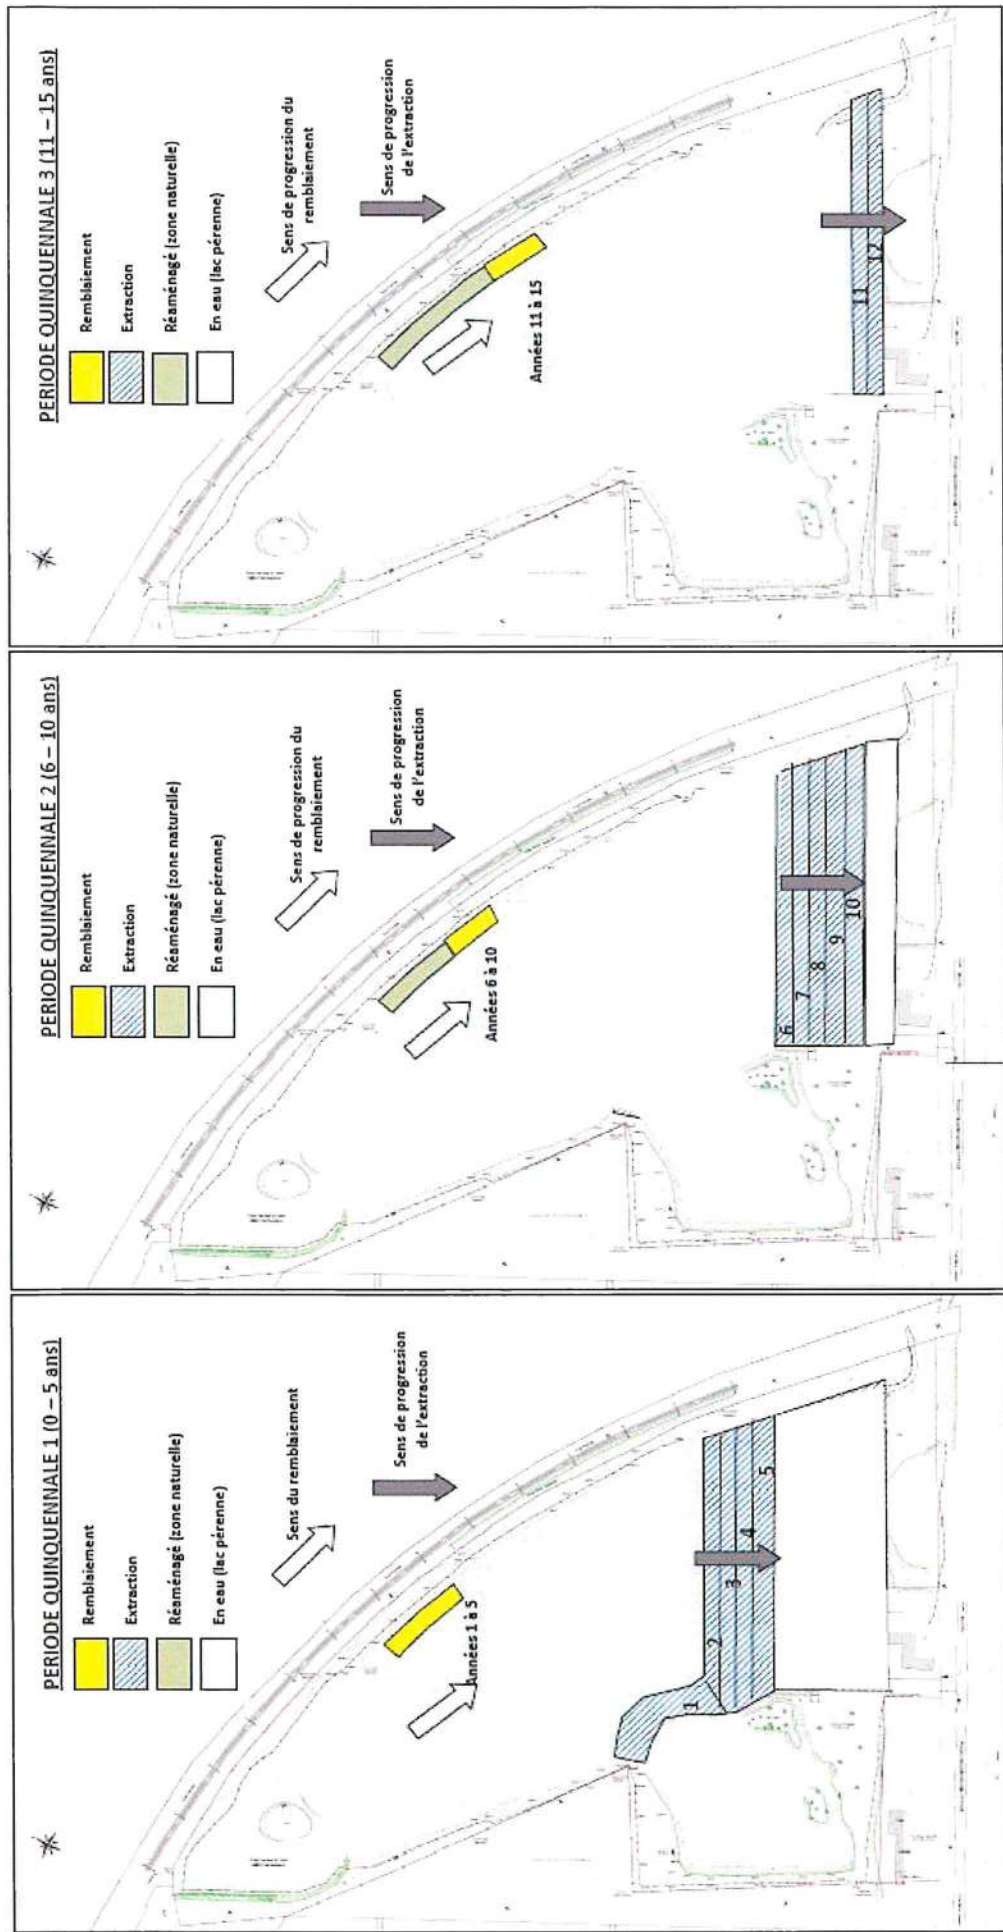 PERIODE QUINQUENNALE 1 (0 – 5 ans)
Remblaiement
Extraction
Réaménagé (zone naturelle)
En eau (lac pérenne)
Sens du remblaiement
Sens de progression
de l'extraction
Années 1 à 5
1
2
3
4
5
PERIODE QUINQUENNALE 2 (6 – 10 ans)
Remblaiement
Extraction
Réaménagé (zone naturelle)
En eau (lac pérenne)
Sens de progression du
remblaiement
Sens de progression
de l'extraction
Années 6 à 10
6
7
8
9
10
PERIODE QUINQUENNALE 3 (11 – 15 ans)
Remblaiement
Extraction
Réaménagé (zone naturelle)
En eau (lac pérenne)
Sens de progression du
remblaiement
Sens de progression
de l'extraction
Années 11 à 15
11
12